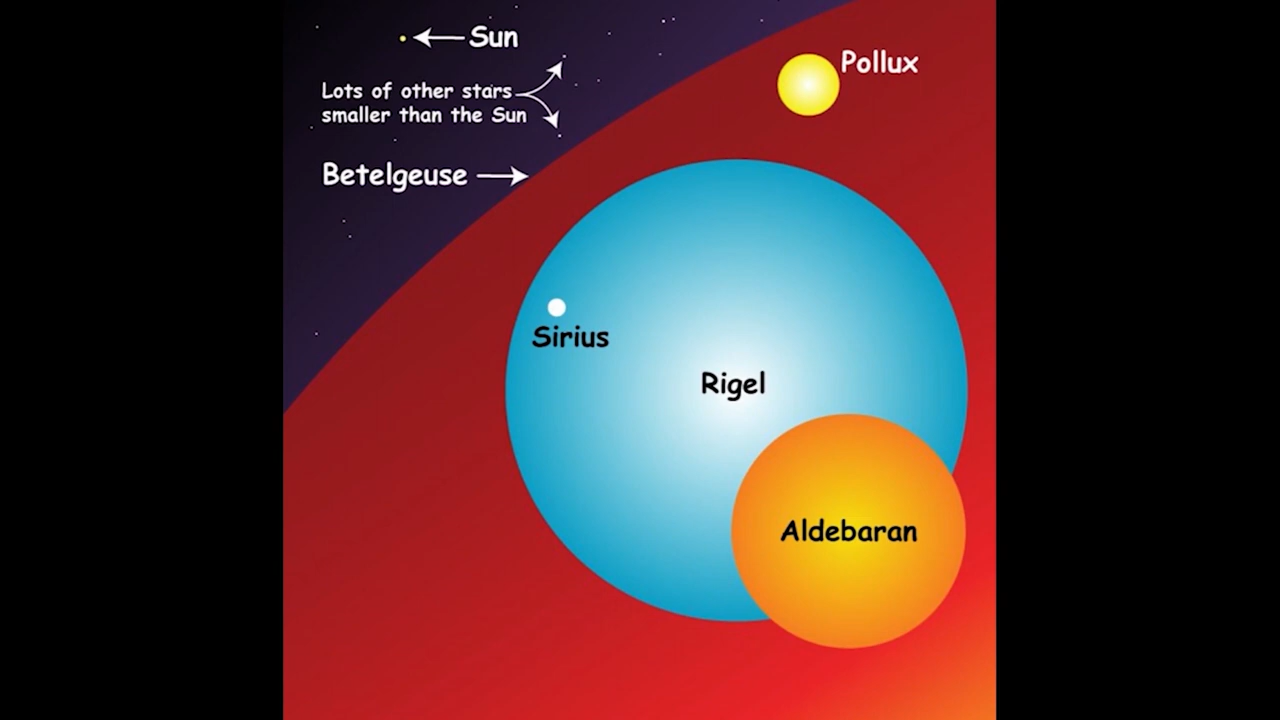 Sun
Pollux
Lots of other stars
smaller than the Sun
Betelgeuse
Sirius
Rigel
Aldebaran